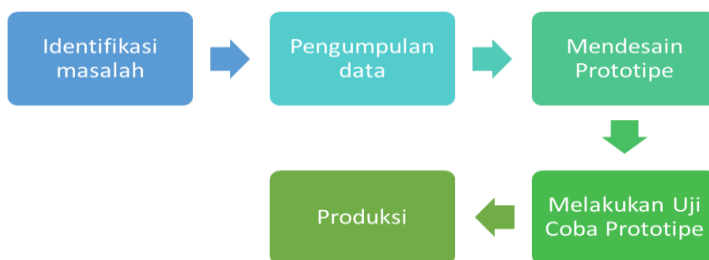 Identifikasi
masalah
Pengumpulan
data
Mendesain
Prototipe
Melakukan Uji
Coba Prototipe
Produksi